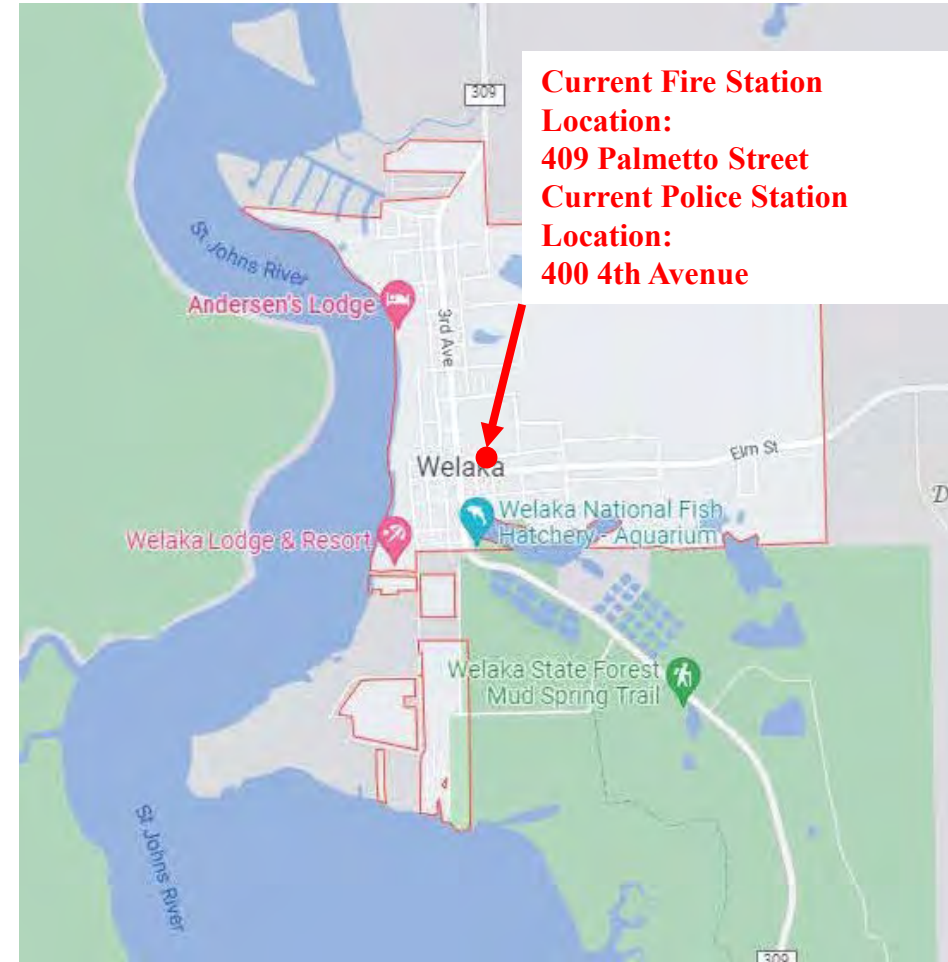 309
Current Fire Station
Location:
409 Palmetto Street
Current Police Station
Location:
400 4th Avenue
St Johns River
Andersen's Lodge
3rd Ave
Elm St
Welaka
D
Welaka National Fish
Hatchery - Aquarium
Welaka Lodge & Resort
Welaka State Forest
Mud Spring Trail
St Johns River
309